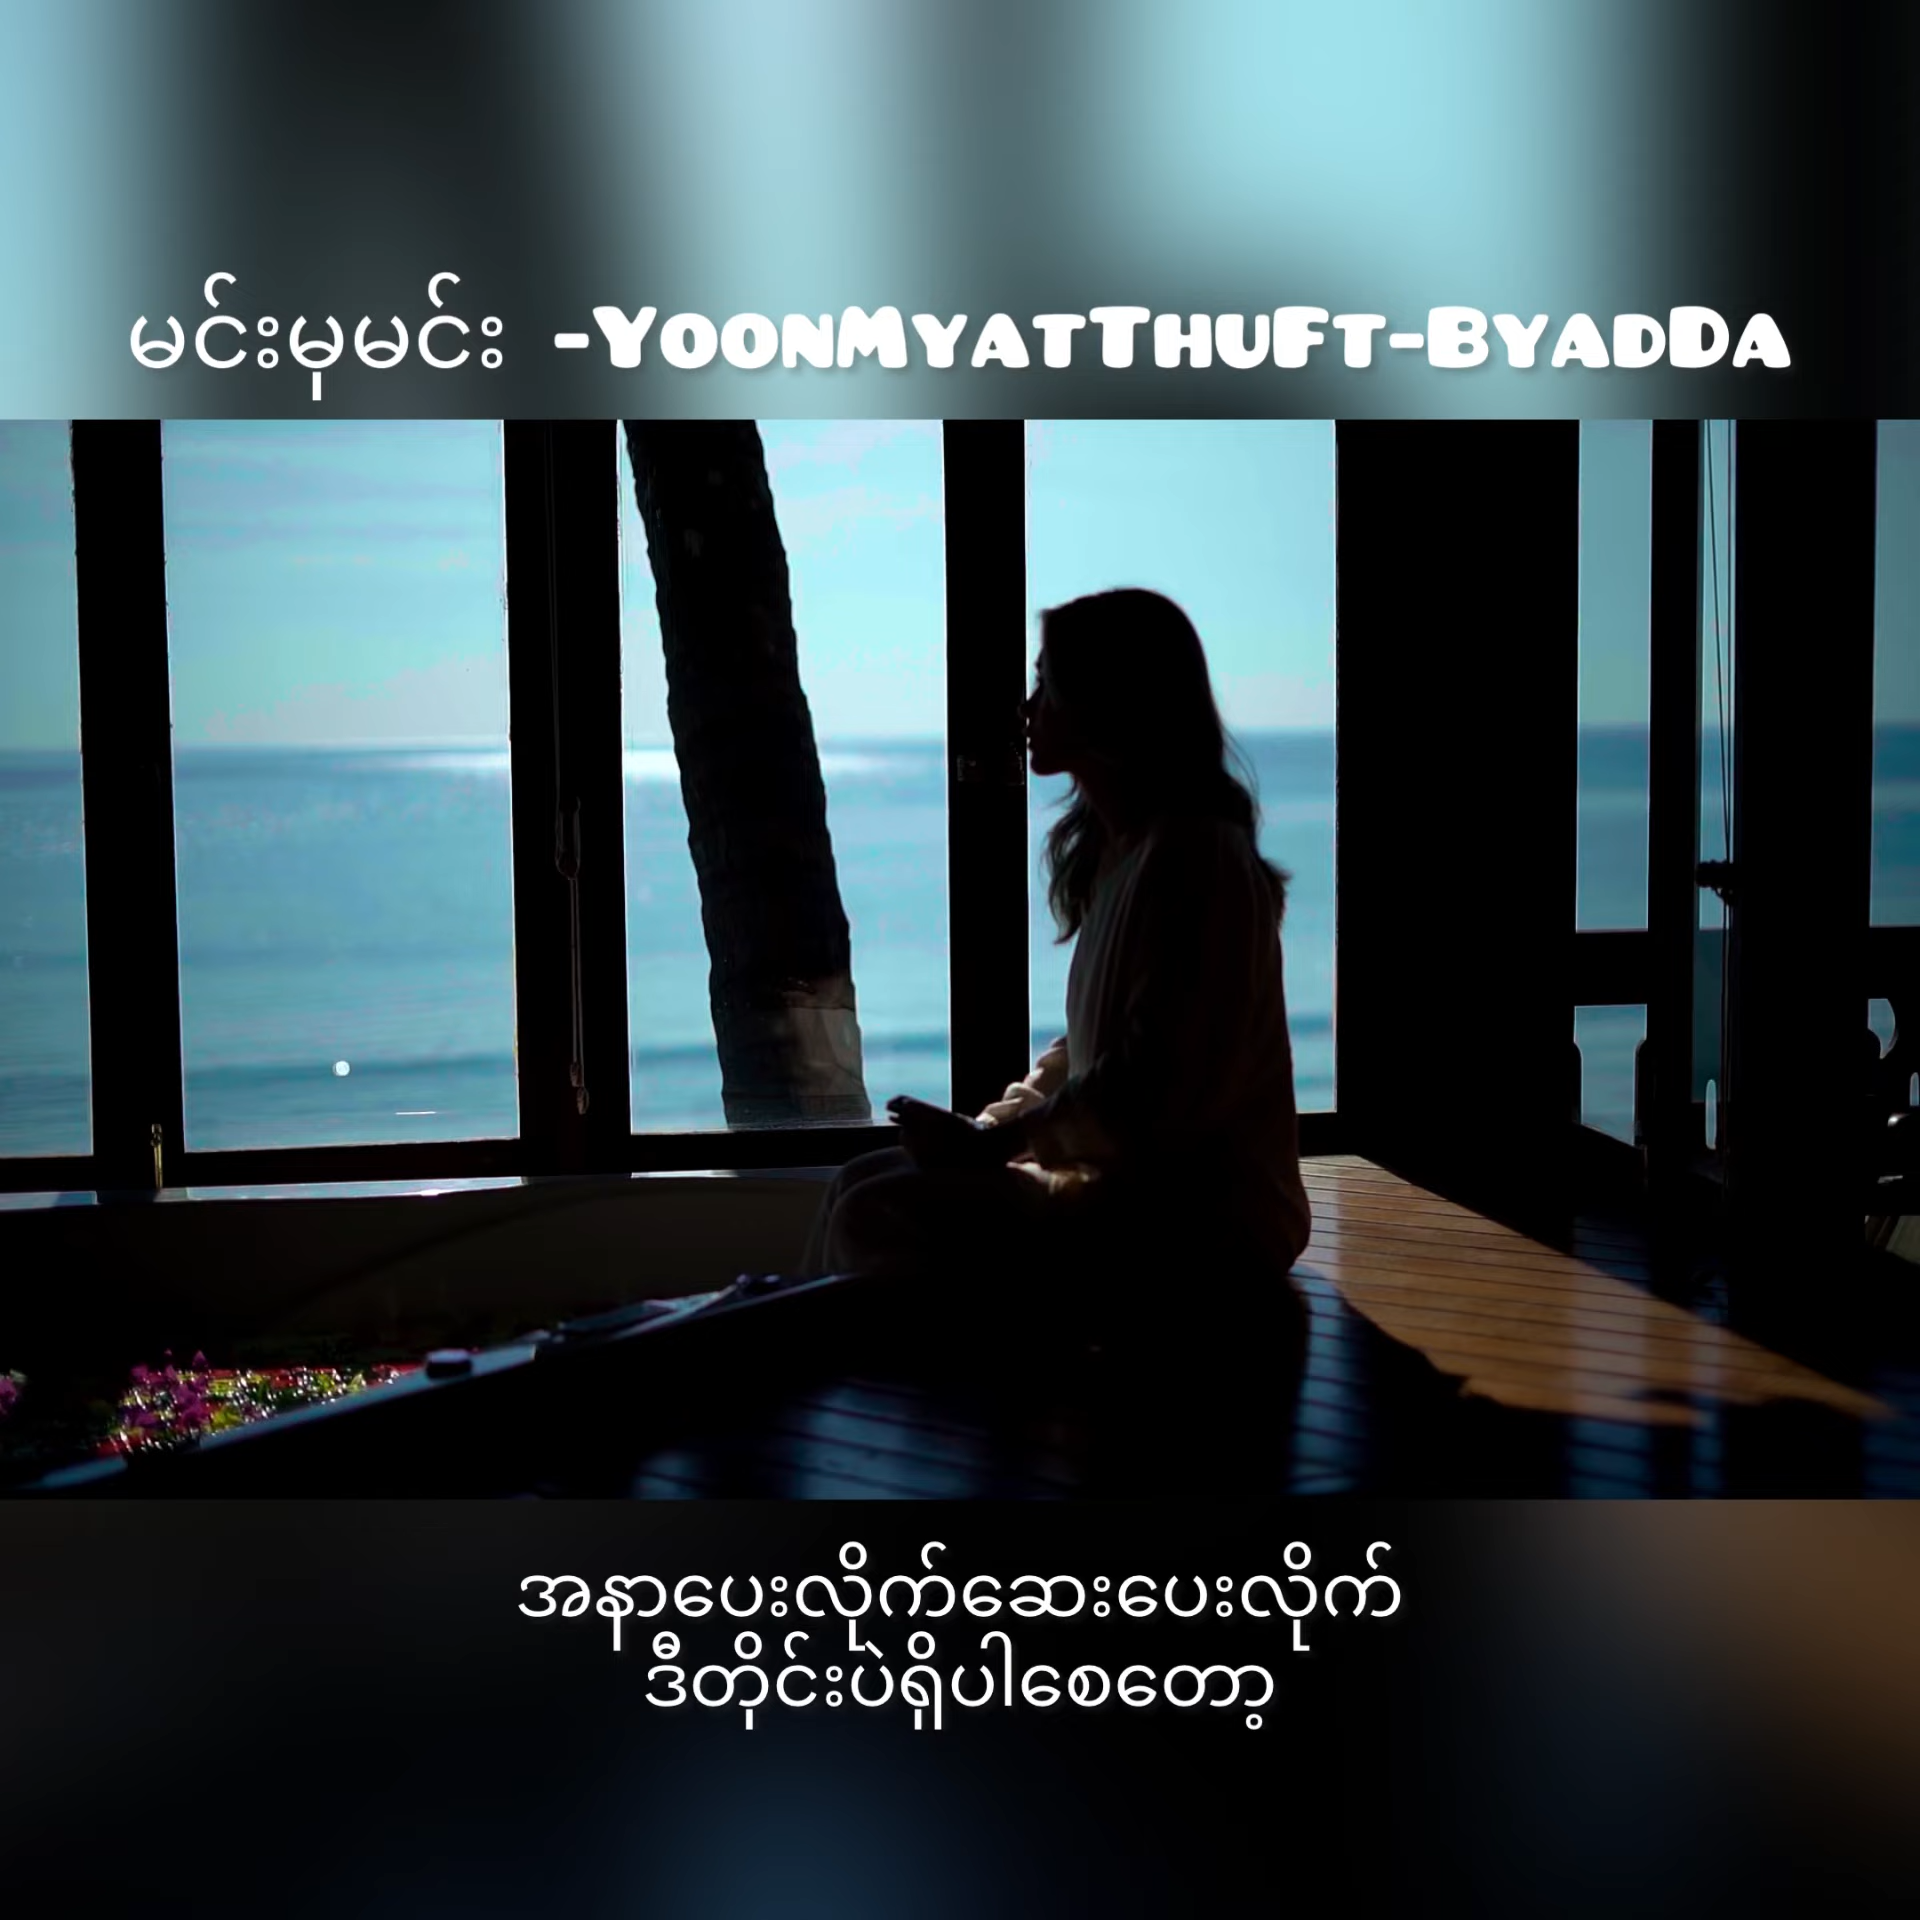 မင်းမှမင်း -YoonMyatThuFt-ByadDa
အနာပေးလိုက်ဆေးပေးလိုက်
ဒီတိုင်းပဲရှိပါစေတော့